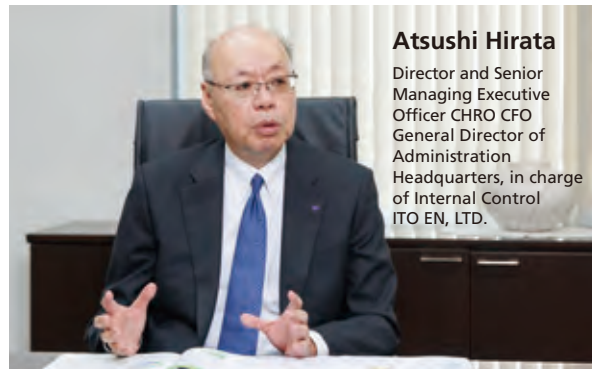 Atsushi Hirata
Director and Senior
Managing Executive
Officer CHRO CFO
General Director of
Administration
Headquarters, in charge
of Internal Control
ITO EN, LTD.